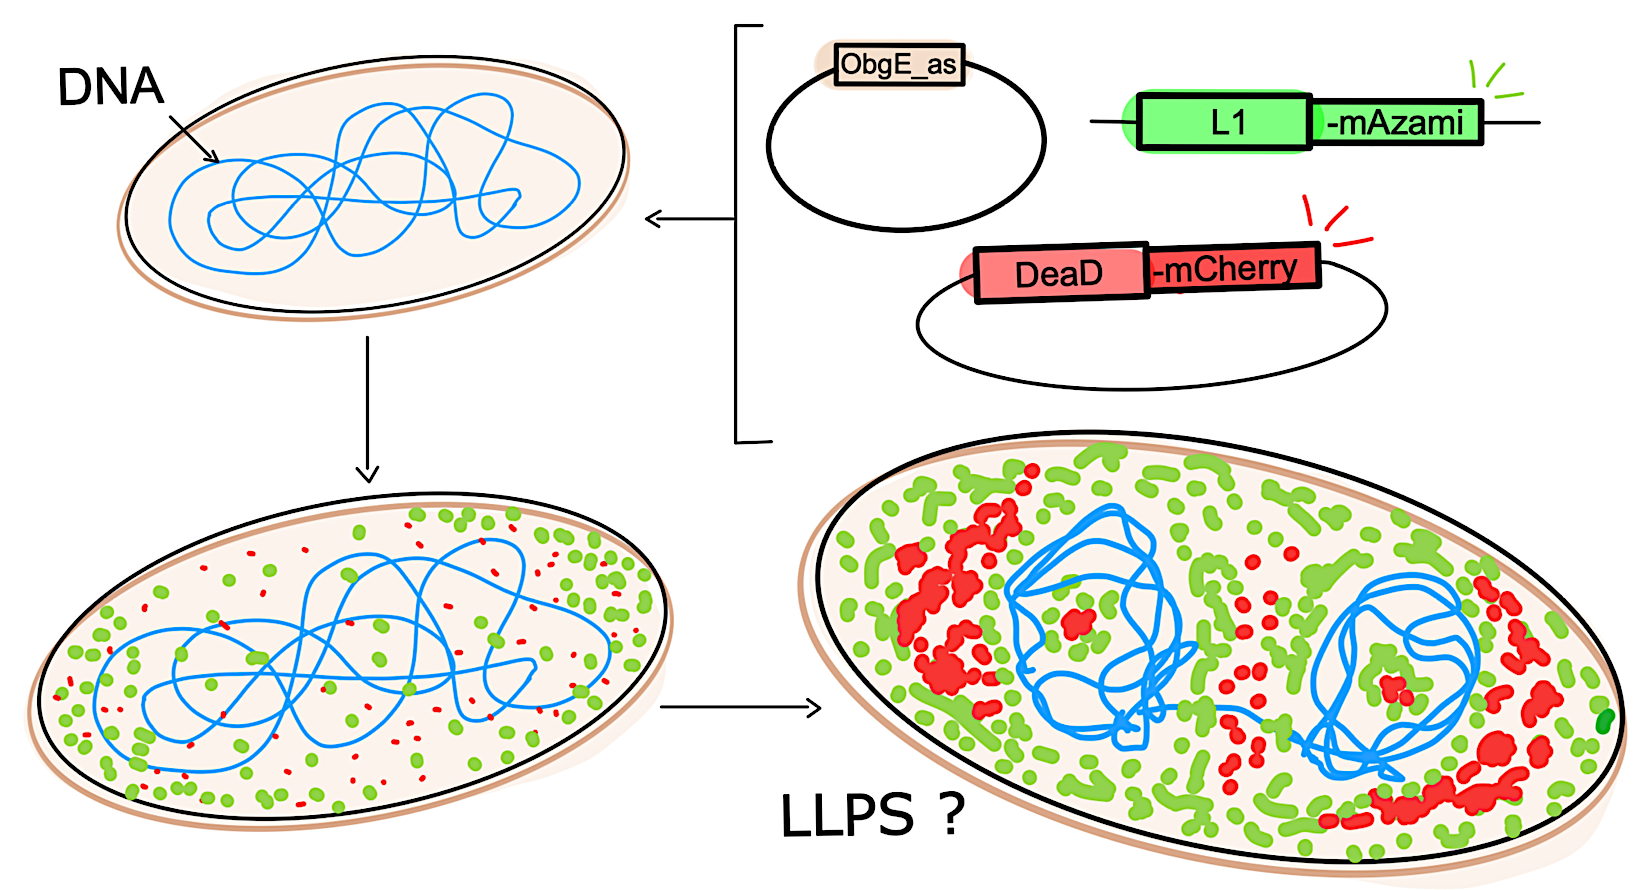 DNA
ObgE_as
L1
-mAzami
DeaD
-mCherry
LLPS ?